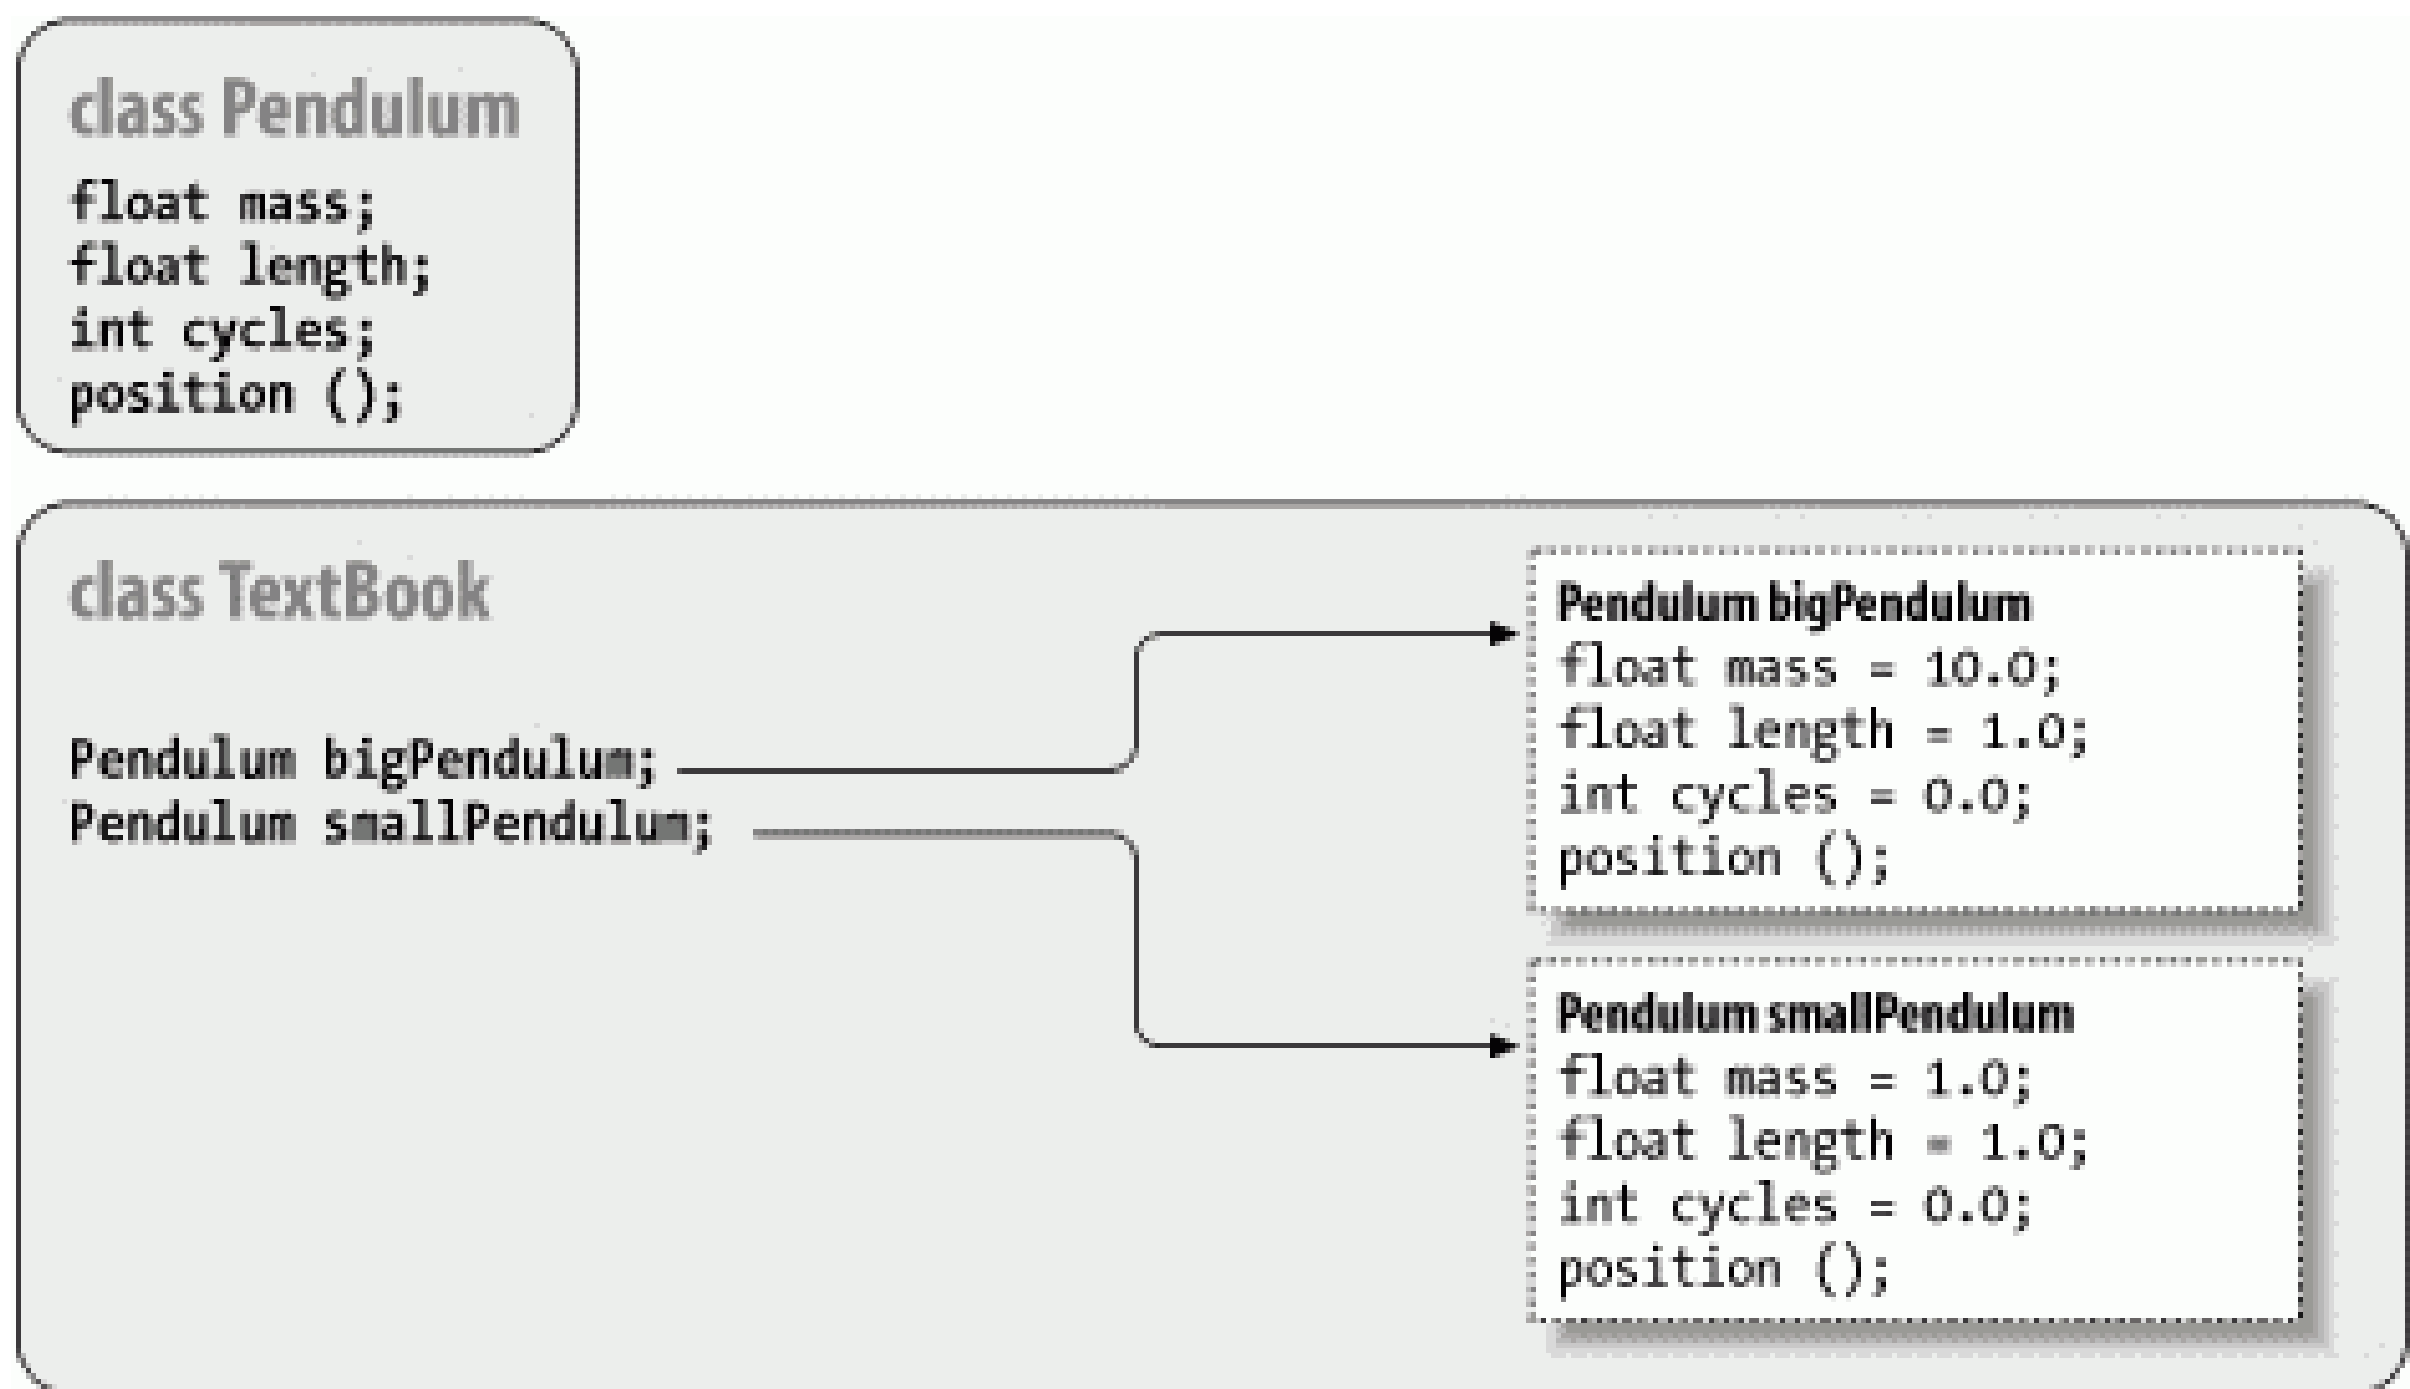 class Pendulum
float mass;
float length;
int cycles;
position ();
class TextBook
Pendulum bigPendulum;
Pendulum smallPendulum;
Pendulum bigPendulum
float mass = 10.0;
float length = 1.0;
int cycles = 0.0;
position ();
Pendulum smallPendulum
float mass = 1.0;
float length = 1.0;
int cycles = 0.0;
position ();